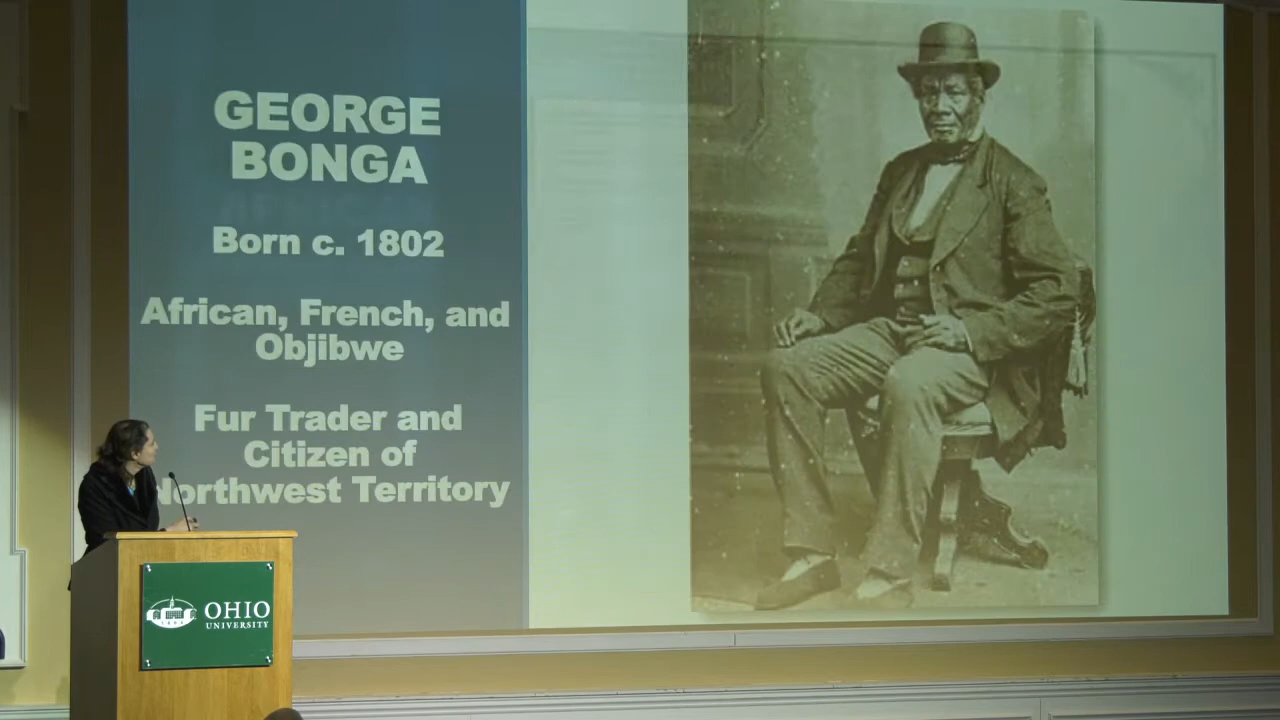 GEORGE
BONGA
Born c. 1802
African, French, and
Objibwe
Fur Trader and
Citizen of
Northwest Territory
OHIO
UNIVERSITY